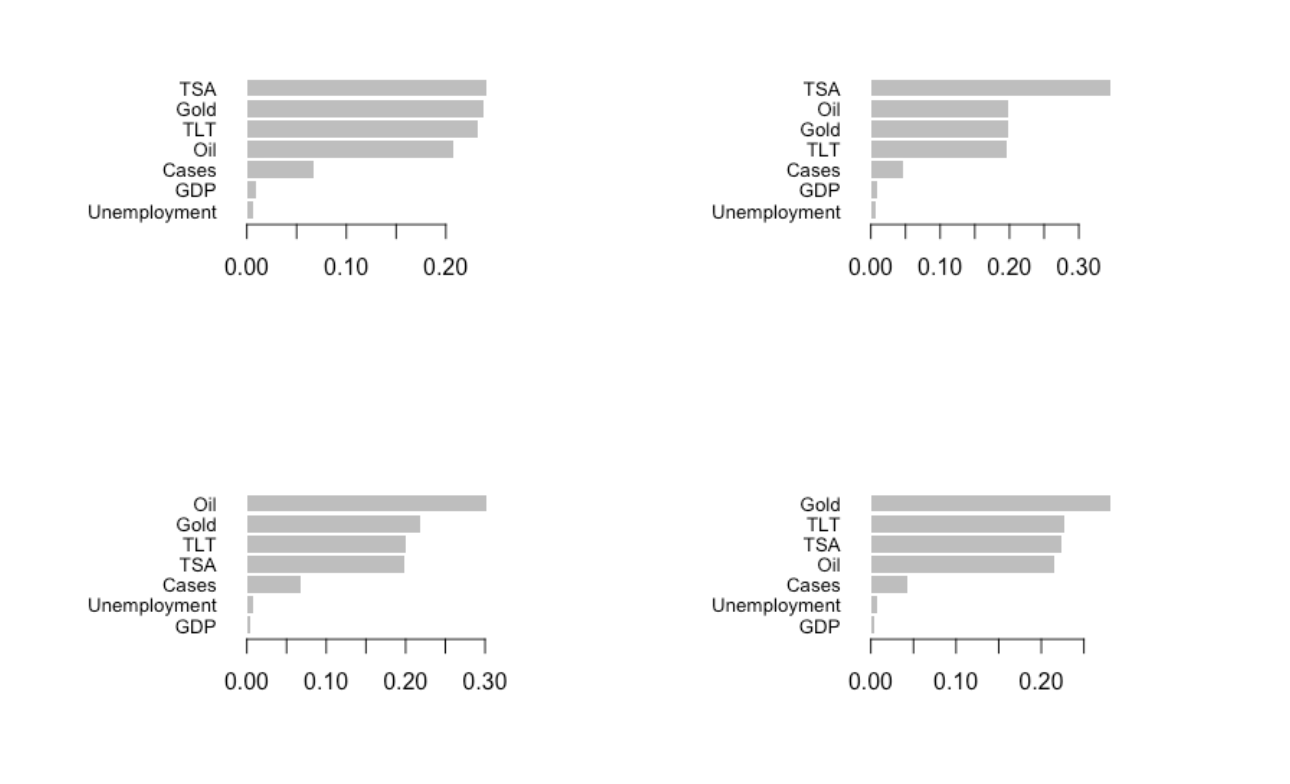 TSA
Gold
TLT
Oil
Cases
GDP
Unemployment
0.00 0.10 0.20
TSA
Oil
Gold
TLT
Cases
GDP
Unemployment
0.00 0.10 0.20 0.30
Oil
Gold
TLT
TSA
Cases
Unemployment
GDP
0.00 0.10 0.20 0.30
Gold
TLT
TSA
Oil
Cases
Unemployment
GDP
0.00 0.10 0.20